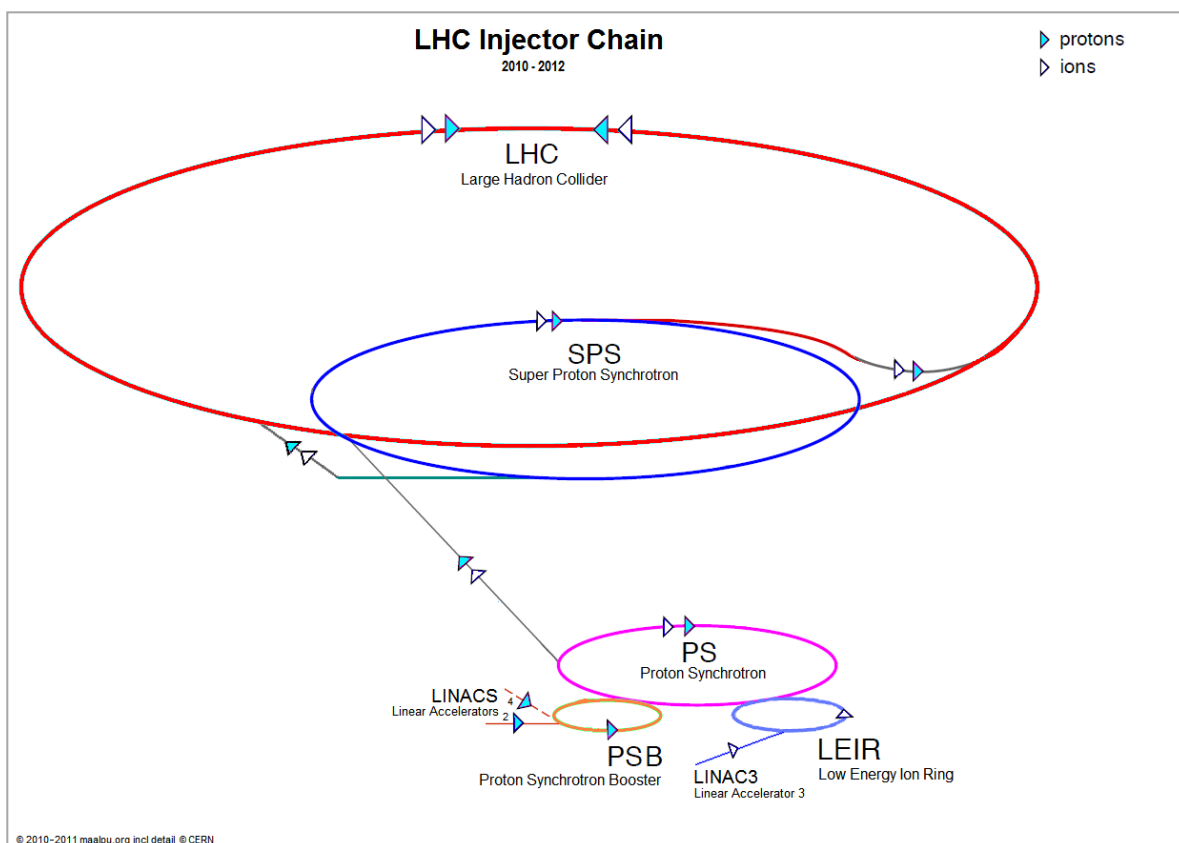 LHC Injector Chain
2010 - 2012
protons
ions
LHC
Large Hadron Collider
SPS
Super Proton Synchrotron
PS
Proton Synchrotron
LINACS
Linear Accelerators
4
2
PSB
Proton Synchrotron Booster
LEIR
Low Energy Ion Ring
LINAC3
Linear Accelerator 3
© 2010-2011 maalpu.org incl detail © CERN